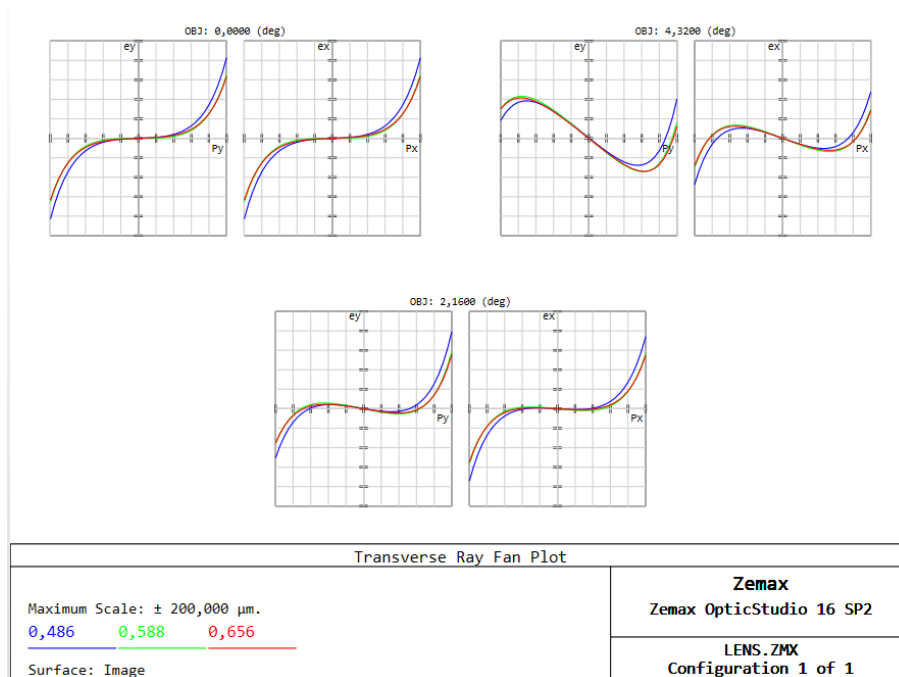 OBJ: 0,0000 (deg)
ey
ex
Py
Px
OBJ: 4,3200 (deg)
ey
ex
Py
Px
OBJ: 2,1600 (deg)
ey
ex
Py
Px
Transverse Ray Fan Plot
Maximum Scale: ± 200,000 µm.
0,486 0,588 0,656
Surface: Image
Zemax
Zemax OpticStudio 16 SP2
LENS.ZMX
Configuration 1 of 1